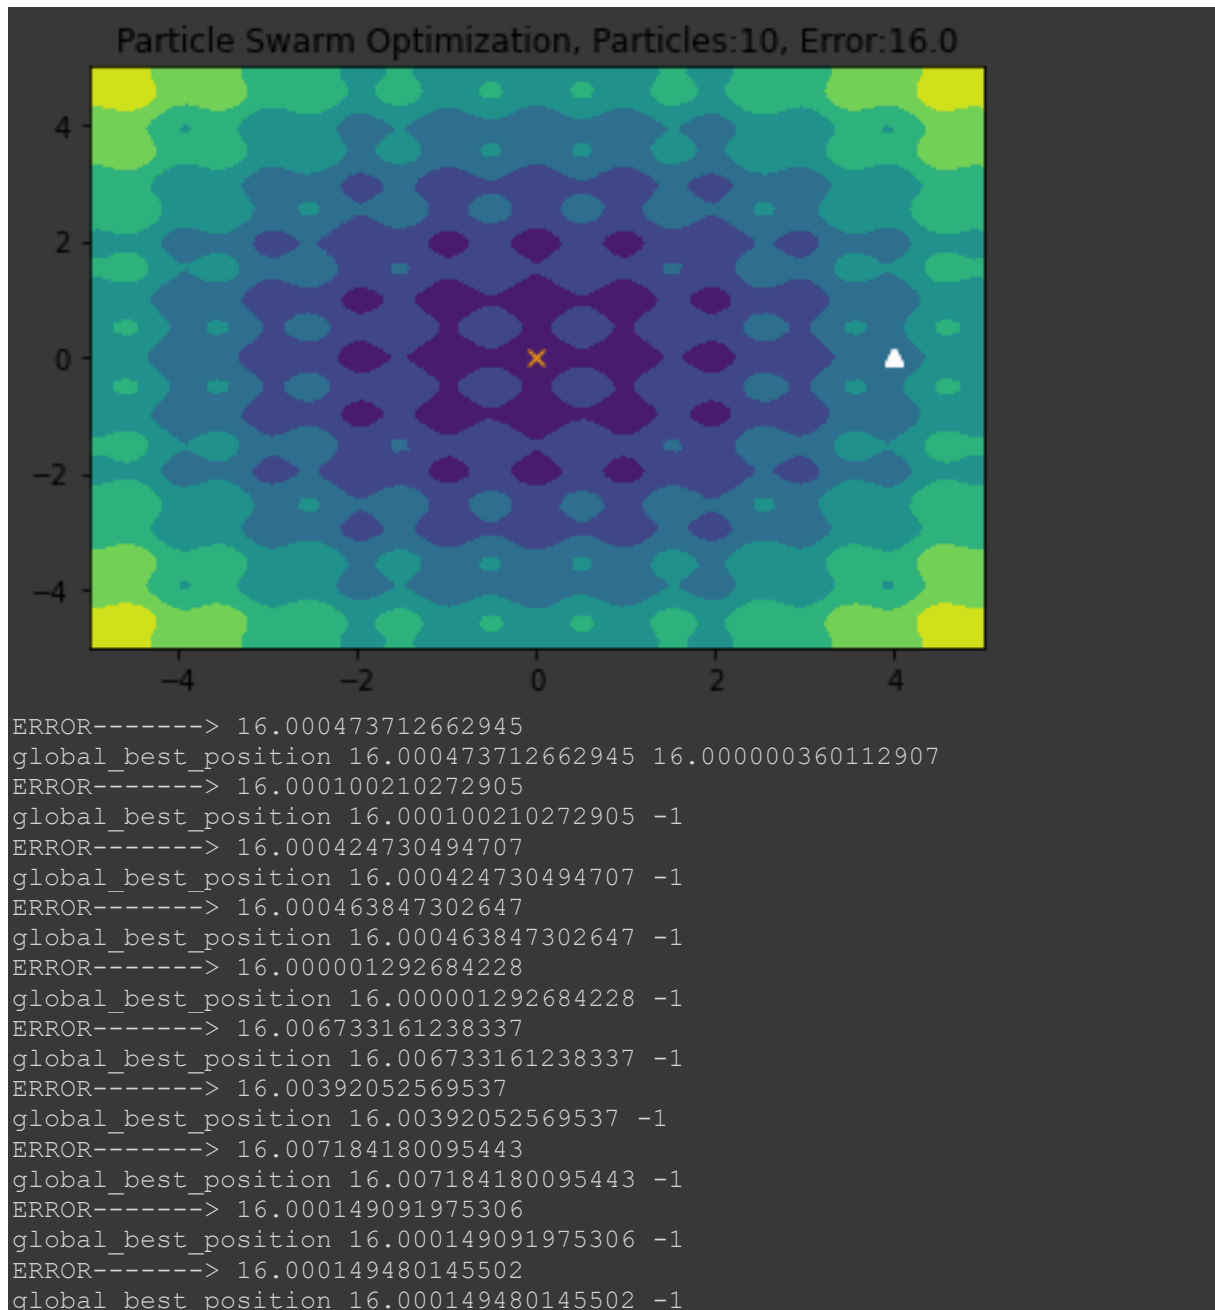 Particle Swarm Optimization, Particles:10, Error:16.0
4
2
0
−2
−4
−4 −2 0 2 4
ERROR-------> 16.000473712662945
global_best_position 16.000473712662945 16.000000360112907
ERROR-------> 16.000100210272905
global_best_position 16.000100210272905 -1
ERROR-------> 16.000424730494707
global_best_position 16.000424730494707 -1
ERROR-------> 16.000463847302647
global_best_position 16.000463847302647 -1
ERROR-------> 16.000001292684228
global_best_position 16.000001292684228 -1
ERROR-------> 16.006733161238337
global_best_position 16.006733161238337 -1
ERROR-------> 16.00392052569537
global_best_position 16.00392052569537 -1
ERROR-------> 16.007184180095443
global_best_position 16.007184180095443 -1
ERROR-------> 16.000149091975306
global_best_position 16.000149091975306 -1
ERROR-------> 16.000149480145502
global_best_position 16.000149480145502 -1